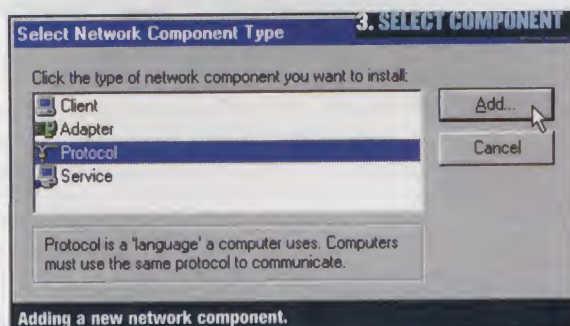 3. SELECT COMPONENT
Select Network Component Type
Click the type of network component you want to install:
Client
Adapter
Protocol
Service
Add...
Cancel
Protocol is a 'language' a computer uses. Computers
must use the same protocol to communicate.
Adding a new network component.